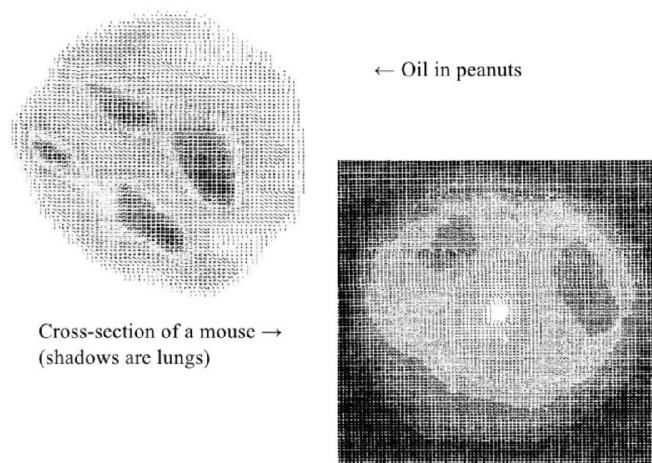 ← Oil in peanuts
Cross-section of a mouse →
(shadows are lungs)